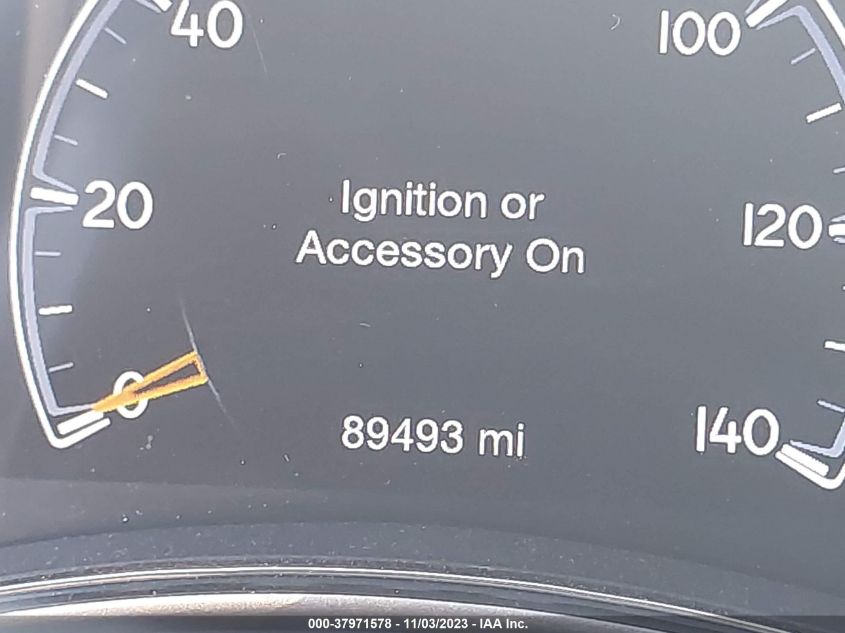 40
100
20
Ignition or
120
Accessory On
0
89493 mi
140
000-37971578 - 11/03/2023 - IAA Inc.